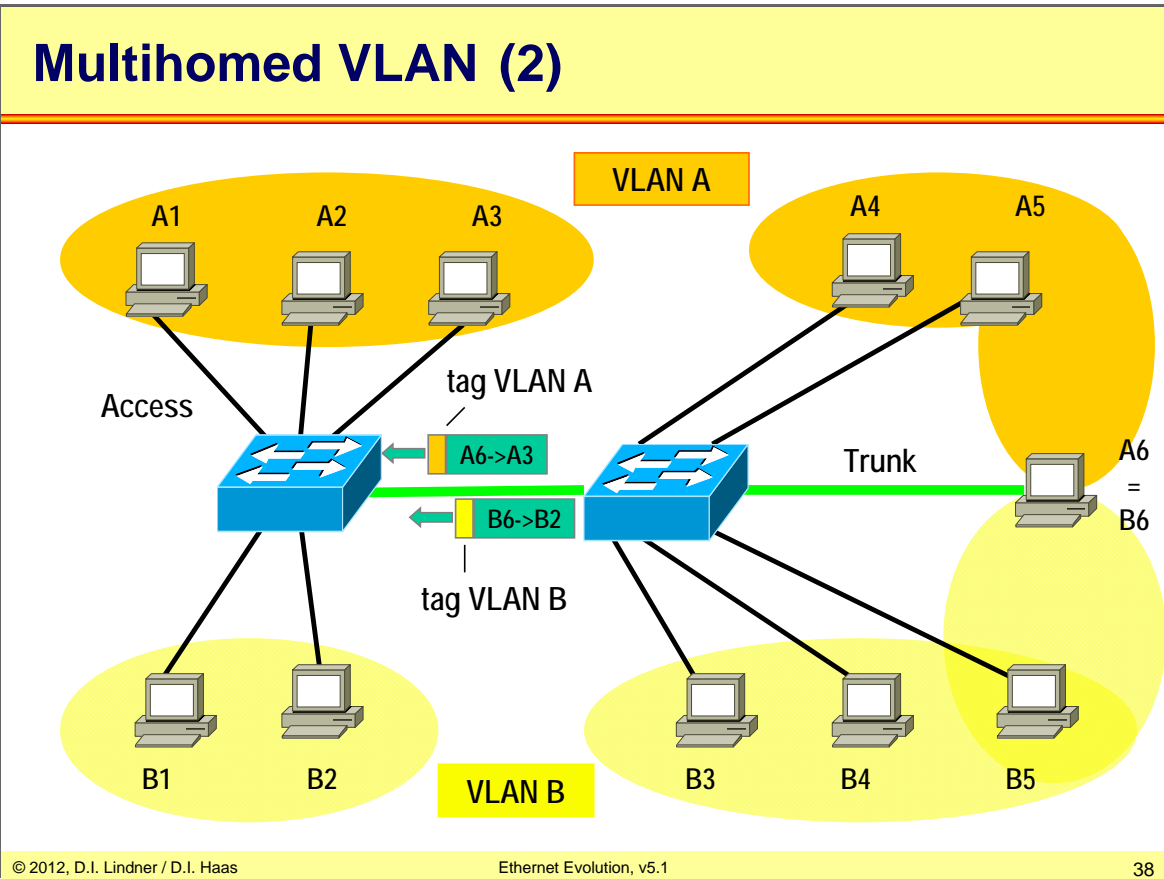 Multihomed VLAN (2)
VLAN A
A1
A2
A3
A4
A5
tag VLAN A
Access
A6->A3
Trunk
A6
=
B6
B6->B2
tag VLAN B
B1
B2
VLAN B
B3
B4
B5
© 2012, D.I. Lindner / D.I. Haas
Ethernet Evolution, v5.1
38